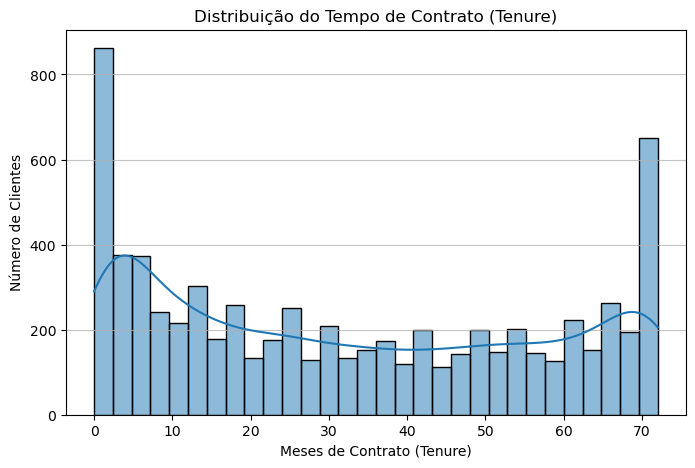 Distribuição do Tempo de Contrato (Tenure)
Número de Clientes
800
600
400
200
0
0 10 20 30 40 50 60 70
Meses de Contrato (Tenure)